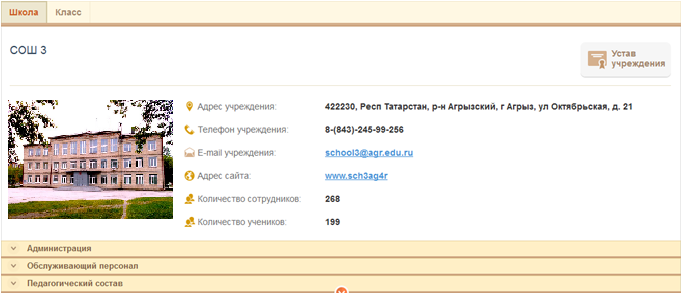 Школа Класс
СОШ 3
Устав
учреждения
Адрес учреждения: 422230, Респ Татарстан, р-н Агрызский, г Агрыз, ул Октябрьская, д. 21
Телефон учреждения: 8-(843)-245-99-256
E-mail учреждения: school3@agr.edu.ru
Адрес сайта: www.sch3ag4r
Количество сотрудников: 268
Количество учеников: 199
Администрация
Обслуживающий персонал
Педагогический состав